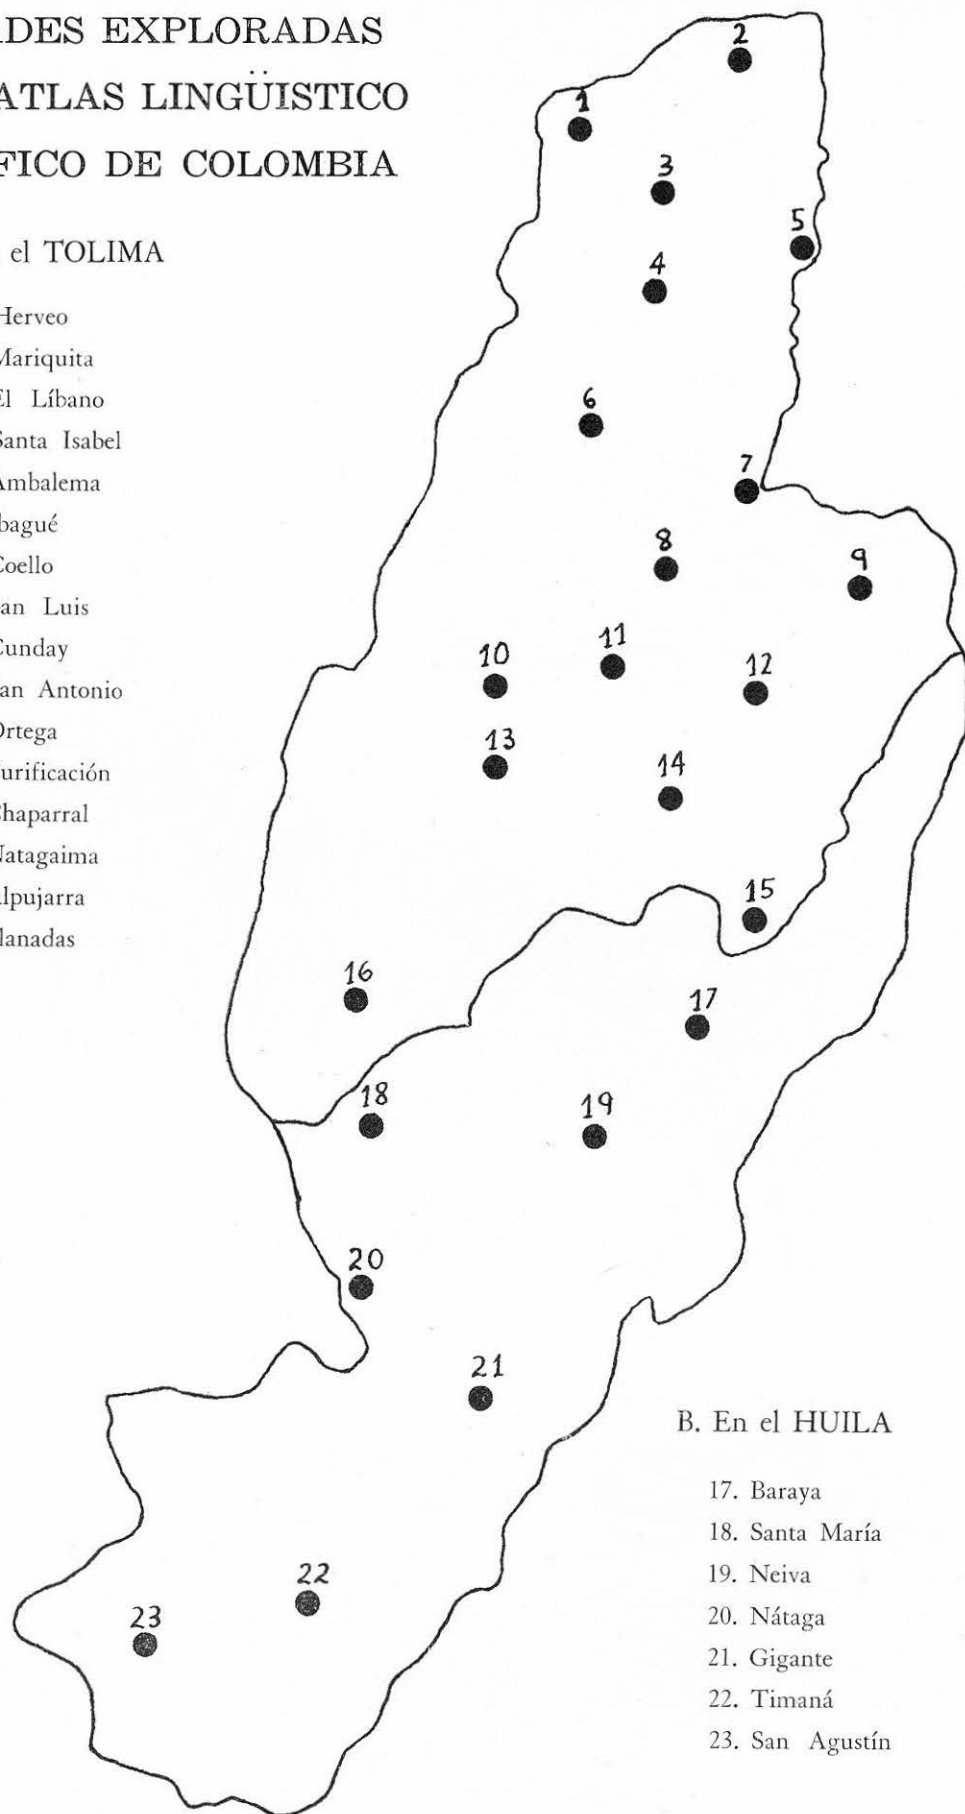 ADES EXPLORADAS
ATLAS LINGÜISTICO
FICO DE COLOMBIA
el TOLIMA
Herveo
Mariquita
El Líbano
Santa Isabel
Ambalema
bagué
Coello
an Luis
Cunday
an Antonio
Ortega
urificación
Chaparral
Natagaima
lpujarra
lanadas
1
2
3
4
5
6
7
8
9
10
11
12
13
14
15
16
17
18
19
20
21
22
23
B. En el HUILA
17. Baraya
18. Santa María
19. Neiva
20. Nátaga
21. Gigante
22. Timaná
23. San Agustín